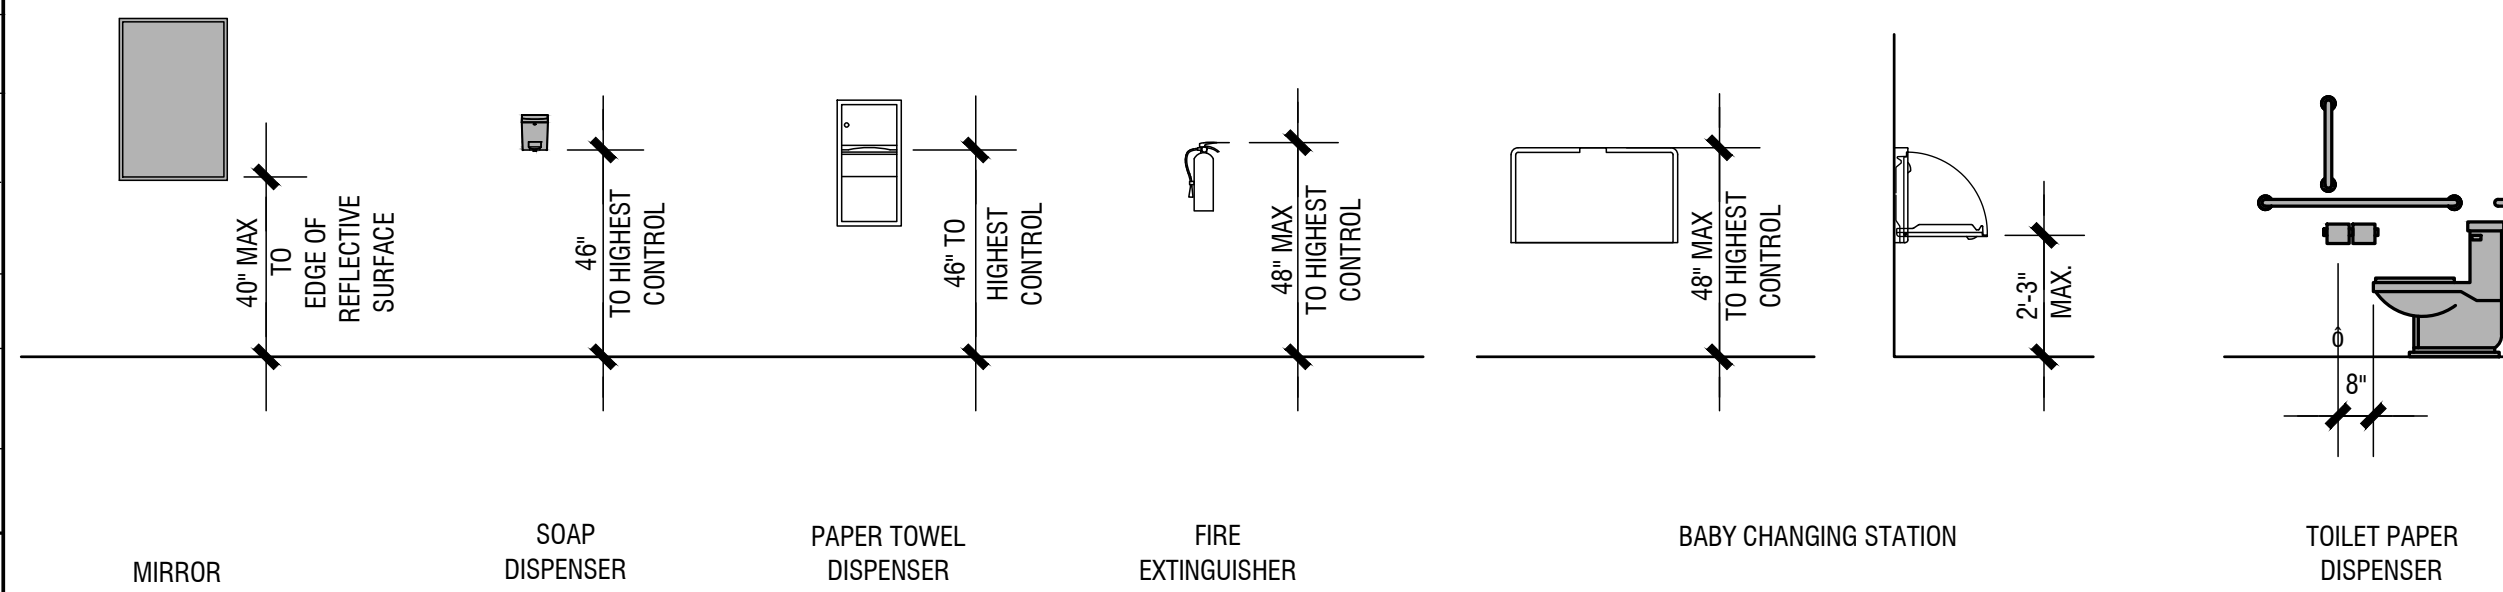 40" MAX
TO
EDGE OF
REFLECTIVE
SURFACE
MIRROR
46"
TO HIGHEST
CONTROL
SOAP
DISPENSER
46" TO
HIGHEST
CONTROL
PAPER TOWEL
DISPENSER
48" MAX
TO HIGHEST
CONTROL
FIRE
EXTINGUISHER
48" MAX
TO HIGHEST
CONTROL
2'-3"
MAX.
BABY CHANGING STATION
Ô
8"
TOILET PAPER
DISPENSER